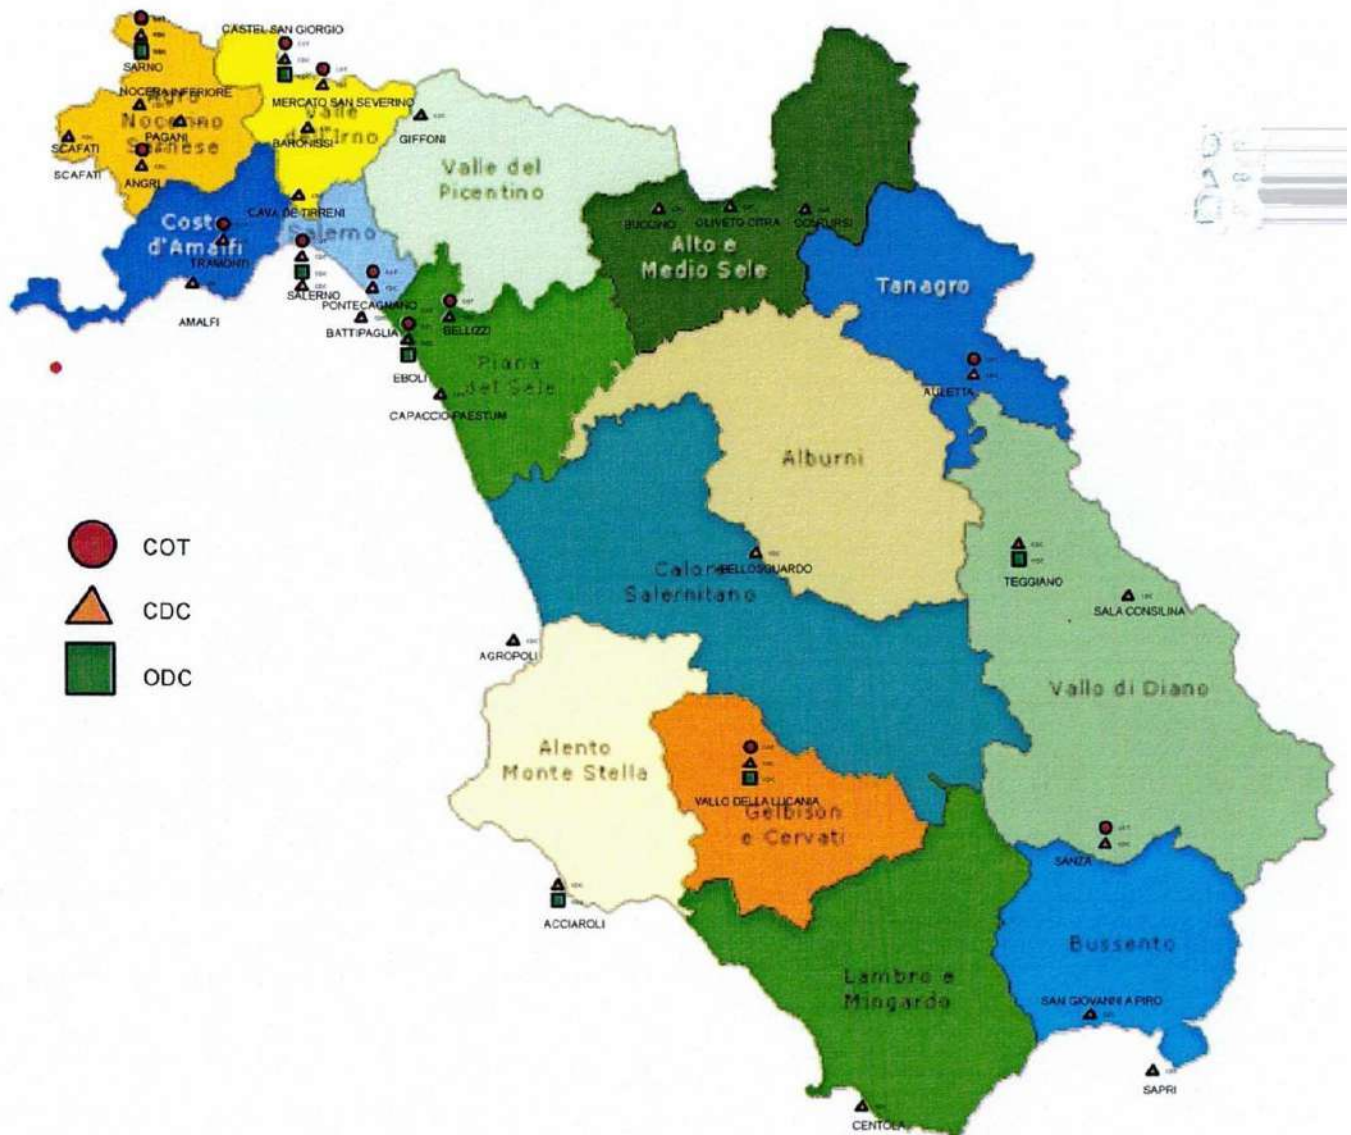 SARNO
CASTEL SAN GIORGIO
NOCERA INFERIORE
Agro
Nocerino
Sarnese
PAGANI
SCAFATI
SCAFATI
ANGRI
MERCATO SAN SEVERINO
Valle
dell'Irno
BARONISSI
GIFFONI
CAVA DE TIRRENI
Valle del
Picentino
Costa
d'Amalfi
TRAMONTI
AMALFI
Salerno
SALERNO
PONTECAGNANO
BATTIPAGLIA
BELLIZZI
EBOLI
Piana
del Sele
CAPACCIO-PAESTUM
BUCCINO
OLIVETO CITRA
Alto e
Medio Sele
Tanagro
AULETTA
Alburni
COT
CDC
ODC
BELLOSGUARDO
Calore
Salernitano
TEGGIANO
SALA CONSILINA
Vallo di Diano
AGROPOLI
Alento
Monte Stella
VALLO DELLA LUCANIA
Gelbison
e Cervati
SANZA
ACCIAROLI
Bussento
Lambro e
Mingardo
SAN GIOVANNI A PIRO
SAPRI
CENTOLA